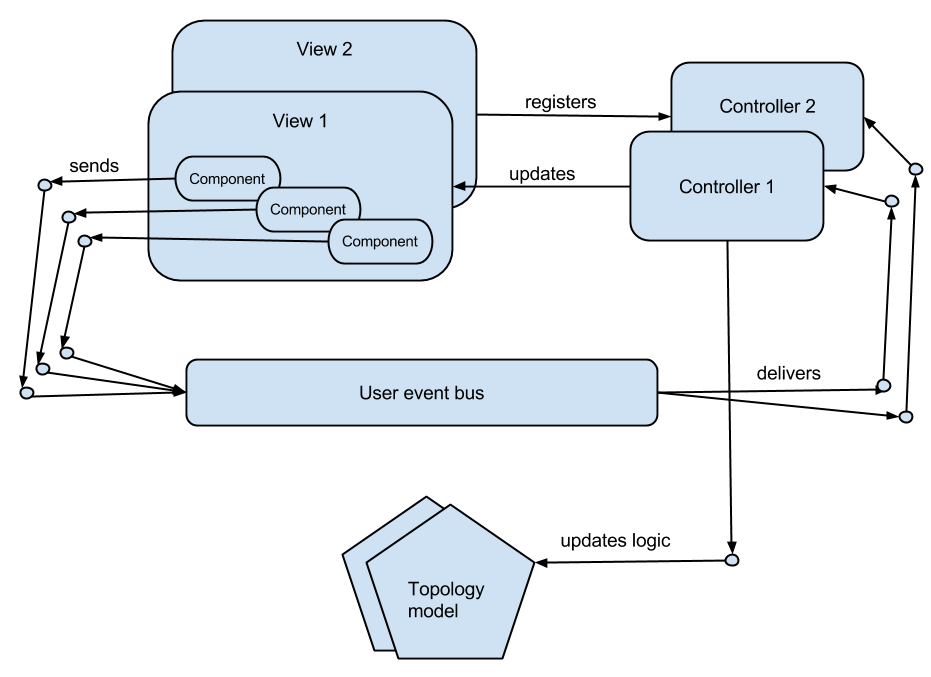 View 2
registers
Controller 2
View 1
sends
Component
updates
Controller 1
Component
Component
delivers
User event bus
updates logic
Topology
model